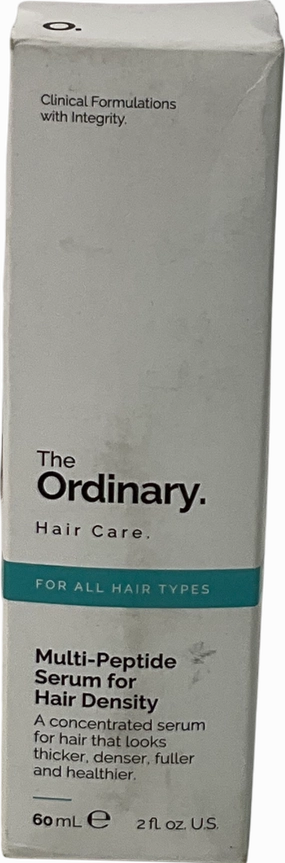 O.
Clinical Formulations
with Integrity.
The
Ordinary.
Hair Care.
FOR ALL HAIR TYPES
Multi-Peptide
Serum for
Hair Density
A concentrated serum
for hair that looks
thicker, denser, fuller
and healthier.
60 mL ℮ 2 fl. oz. U.S.